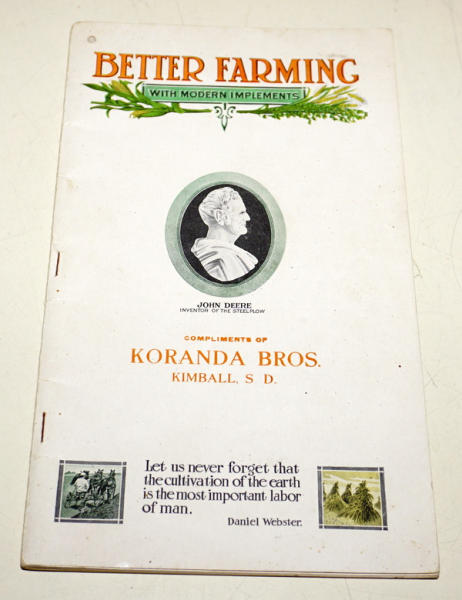 BETTER FARMING
WITH MODERN IMPLEMENTS
JOHN DEERE
INVENTOR OF THE STEEL PLOW
COMPLIMENTS OF
KORANDA BROS.
KIMBALL, S D.
Let us never forget that
the cultivation of the earth
is the most important labor
of man.
Daniel Webster.